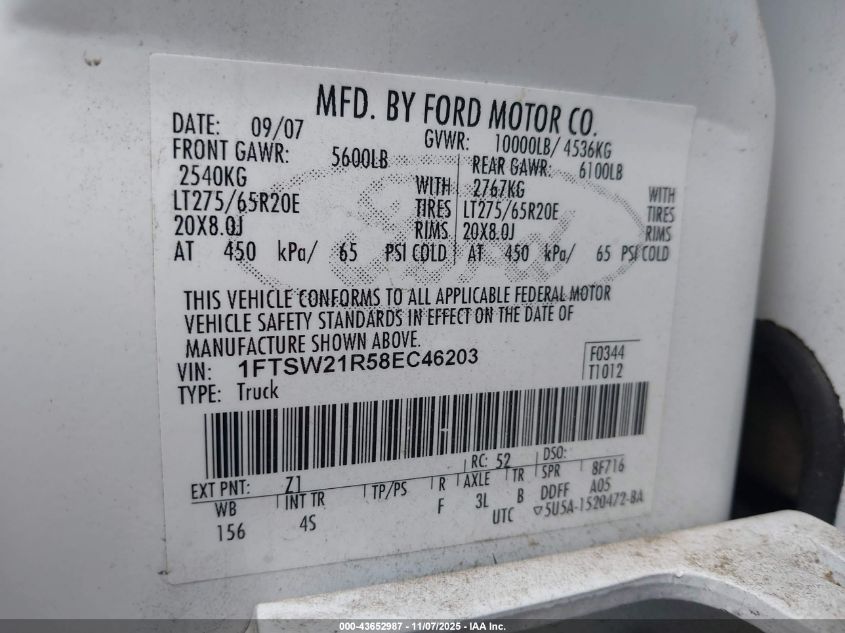 MFD. BY FORD MOTOR CO.
DATE: 09/07 GVWR: 10000LB/ 4536KG
FRONT GAWR: 5600LB REAR GAWR: 6100LB
2540KG WITH 2767KG WITH
LT275/65R20E TIRES LT275/65R20E TIRES
20X8.0J RIMS 20X8.0J RIMS
AT 450 kPa/ 65 PSI COLD AT 450 kPa/ 65 PSI COLD
Ford
THIS VEHICLE CONFORMS TO ALL APPLICABLE FEDERAL MOTOR
VEHICLE SAFETY STANDARDS IN EFFECT ON THE DATE OF
MANUFACTURE SHOWN ABOVE.
VIN: 1FTSW21R58EC46203 F0344
TYPE: Truck T1012
EXT PNT: Z1 RC: 52 DSO:
WB INT TR TP/PS R AXLE TR SPR 8F716
156 4S F 3L B DDFF A05
UTC ▽5U5A-1520472-BA
000-43652987 - 11/07/2025 - IAA Inc.